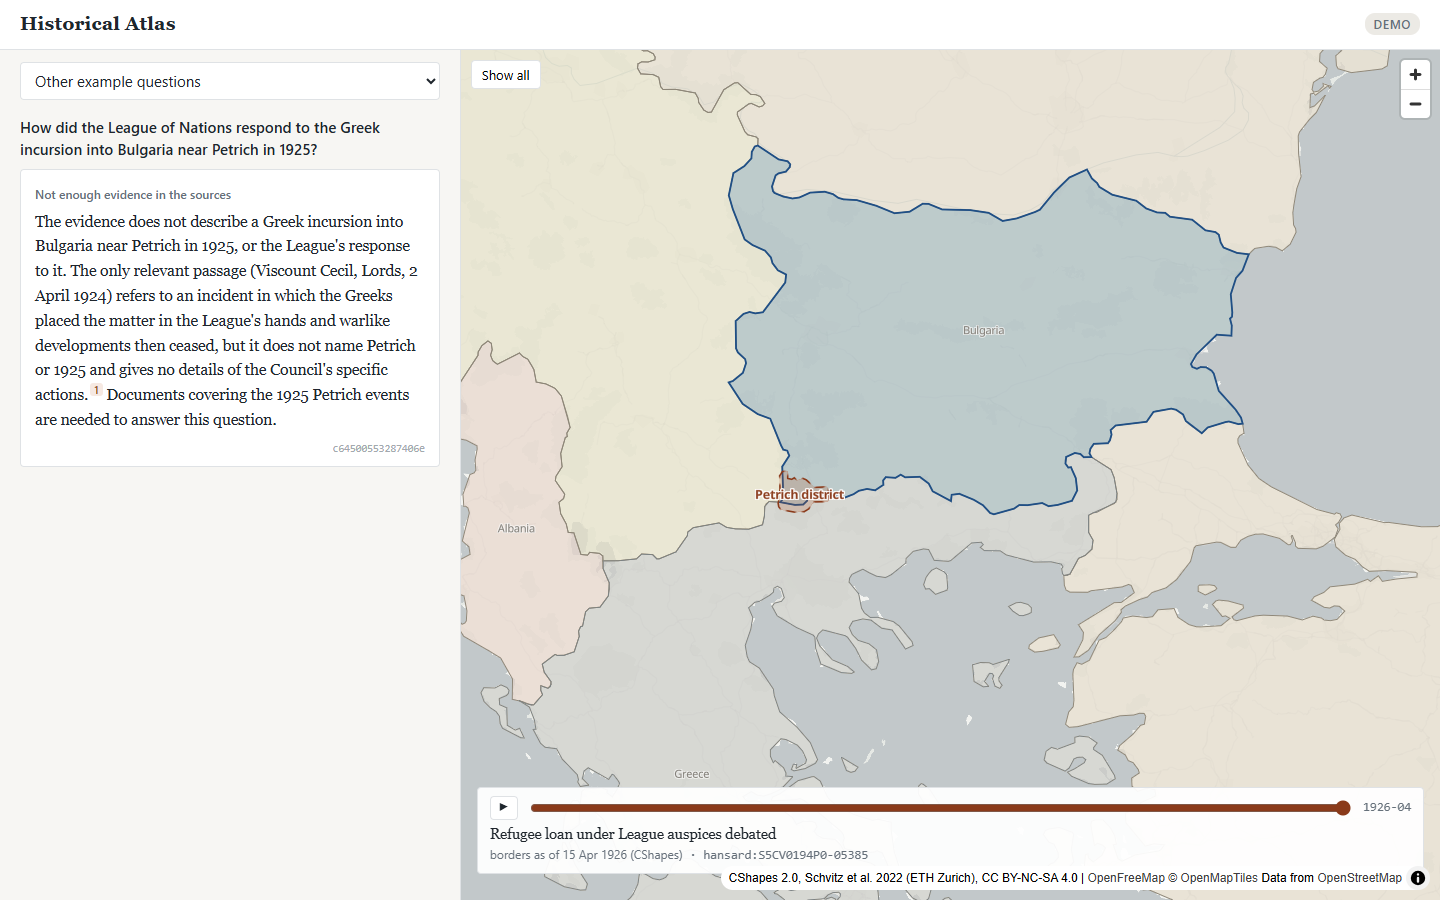 Historical Atlas
DEMO
Other example questions
How did the League of Nations respond to the Greek
incursion into Bulgaria near Petrich in 1925?
Not enough evidence in the sources
The evidence does not describe a Greek incursion into
Bulgaria near Petrich in 1925, or the League's response
to it. The only relevant passage (Viscount Cecil, Lords, 2
April 1924) refers to an incident in which the Greeks
placed the matter in the League's hands and warlike
developments then ceased, but it does not name Petrich
or 1925 and gives no details of the Council's specific
actions. 1 Documents covering the 1925 Petrich events
are needed to answer this question.
c64500553287406e
Show all
+
−
Bulgaria
Petrich district
Albania
Greece
1926-04
Refugee loan under League auspices debated
borders as of 15 Apr 1926 (CShapes) · hansard:S5CV0194P0-05385
CShapes 2.0, Schvitz et al. 2022 (ETH Zurich), CC BY-NC-SA 4.0 | OpenFreeMap © OpenMapTiles Data from OpenStreetMap